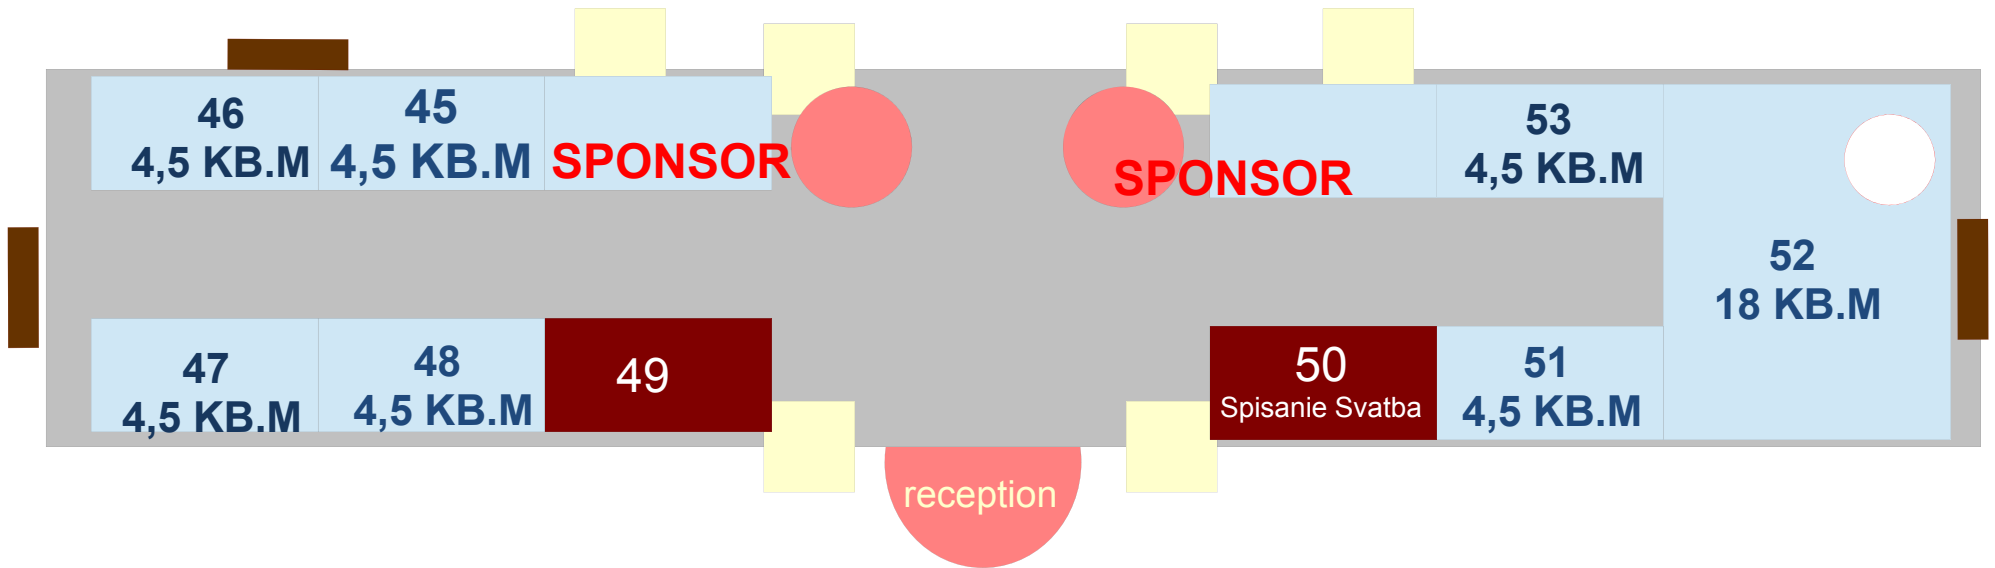 46
4,5 KB.M
45
4,5 KB.M
SPONSOR
SPONSOR
53
4,5 KB.M
52
18 KB.M
47
4,5 KB.M
48
4,5 KB.M
49
50
Spisanie Svatba
51
4,5 KB.M
reception